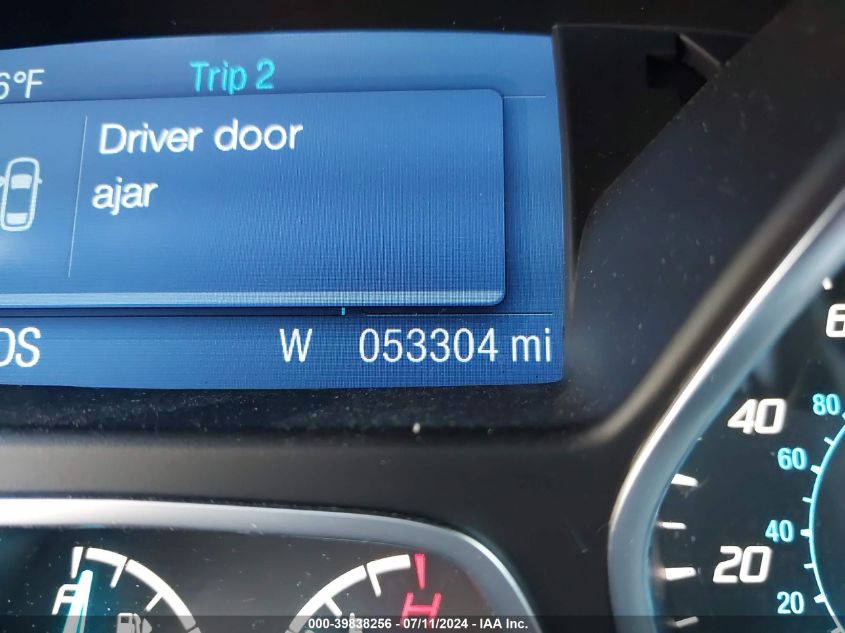 6°F Trip 2
Driver door
ajar
W 053304 mi
40 80
60
40
20
20
F H
000-39838256 - 07/11/2024 - IAA Inc.